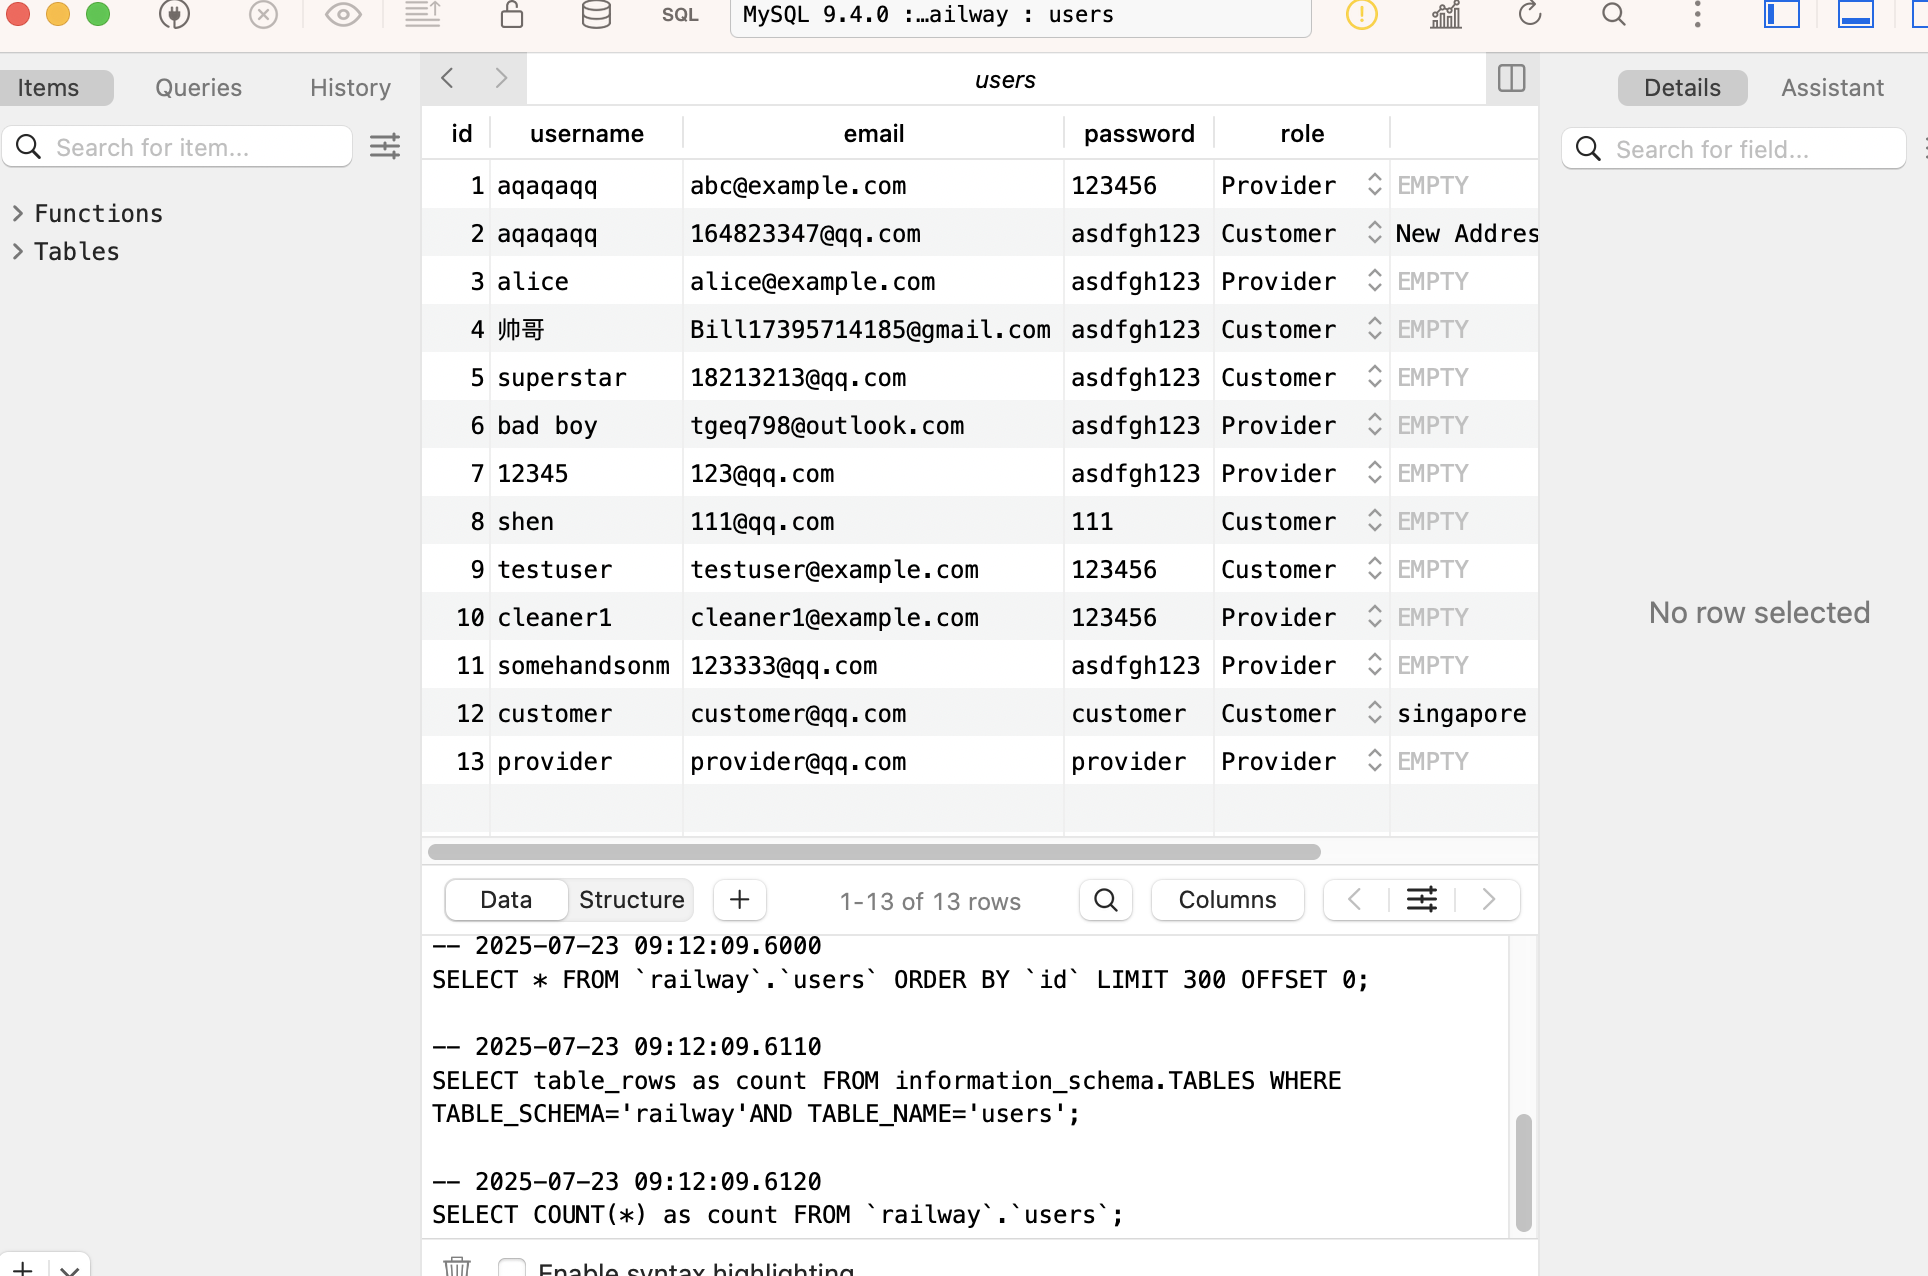 SQL
MySQL 9.4.0 :…ailway : users
Items Queries History
Search for item...
Functions
Tables
users
id username email password role
1 aqaqaqq abc@example.com 123456 Provider EMPTY
2 aqaqaqq 164823347@qq.com asdfgh123 Customer New Addres
3 alice alice@example.com asdfgh123 Provider EMPTY
4 帅哥 Bill17395714185@gmail.com asdfgh123 Customer EMPTY
5 superstar 18213213@qq.com asdfgh123 Customer EMPTY
6 bad boy tgeq798@outlook.com asdfgh123 Provider EMPTY
7 12345 123@qq.com asdfgh123 Provider EMPTY
8 shen 111@qq.com 111 Customer EMPTY
9 testuser testuser@example.com 123456 Customer EMPTY
10 cleaner1 cleaner1@example.com 123456 Provider EMPTY
11 somehandsonm 123333@qq.com asdfgh123 Provider EMPTY
12 customer customer@qq.com customer Customer singapore
13 provider provider@qq.com provider Provider EMPTY
Data Structure + 1-13 of 13 rows Columns
-- 2025-07-23 09:12:09.6000
SELECT * FROM `railway`.`users` ORDER BY `id` LIMIT 300 OFFSET 0;
-- 2025-07-23 09:12:09.6110
SELECT table_rows as count FROM information_schema.TABLES WHERE
TABLE_SCHEMA='railway'AND TABLE_NAME='users';
-- 2025-07-23 09:12:09.6120
SELECT COUNT(*) as count FROM `railway`.`users`;
Enable syntax highlighting
Details Assistant
Search for field...
No row selected